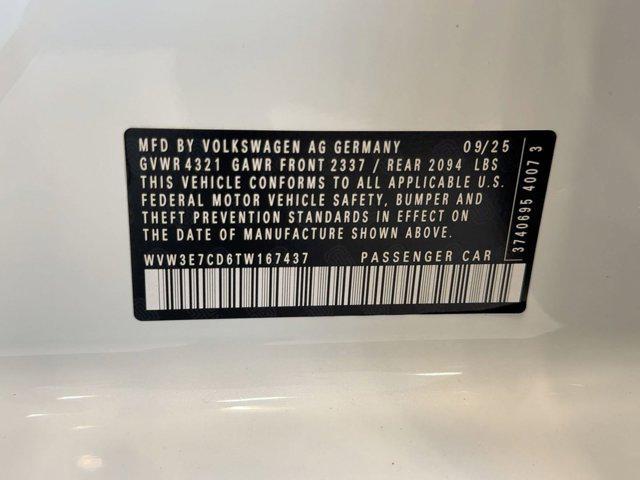 MFD BY VOLKSWAGEN AG GERMANY 09/25
GVWR 4321 GAWR FRONT 2337 / REAR 2094 LBS
THIS VEHICLE CONFORMS TO ALL APPLICABLE U.S.
FEDERAL MOTOR VEHICLE SAFETY, BUMPER AND
THEFT PREVENTION STANDARDS IN EFFECT ON
THE DATE OF MANUFACTURE SHOWN ABOVE.
WVW3E7CD6TW167437 PASSENGER CAR
3740695 4007 3